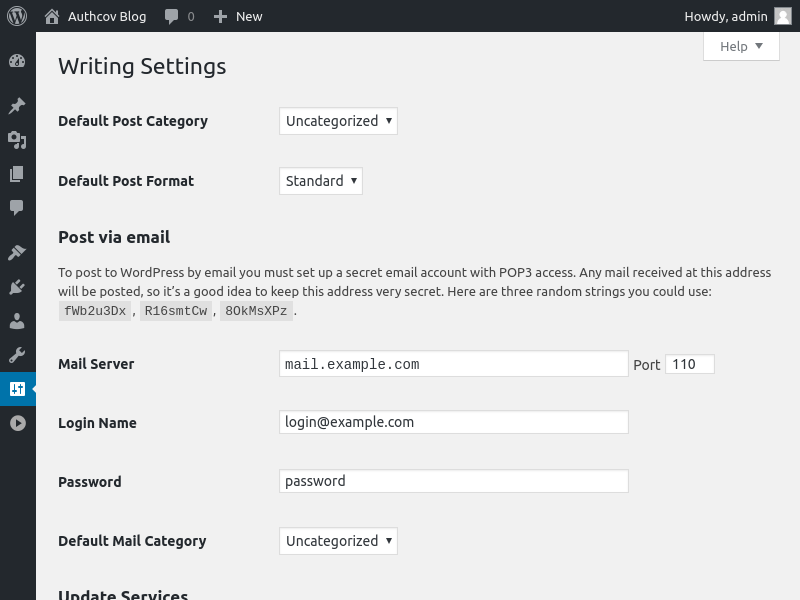 Authcov Blog 0 New Howdy, admin
Help
Writing Settings
Default Post Category Uncategorized
Default Post Format Standard
Post via email
To post to WordPress by email you must set up a secret email account with POP3 access. Any mail received at this address
will be posted, so it’s a good idea to keep this address very secret. Here are three random strings you could use:
fWb2u3Dx , R16smtCw , 8OkMsXPz .
Mail Server mail.example.com Port 110
Login Name login@example.com
Password password
Default Mail Category Uncategorized
Update Services